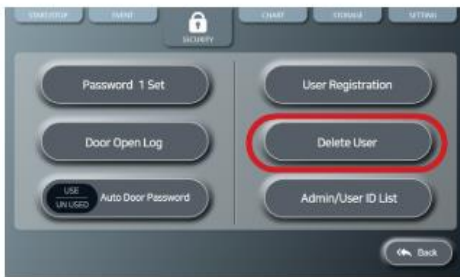 START/STOP EVENT CHART STORAGE SETTING
SECURITY
Password 1 Set User Registration
Door Open Log Delete User
USE
UN USED Auto Door Password Admin/User ID List
Back